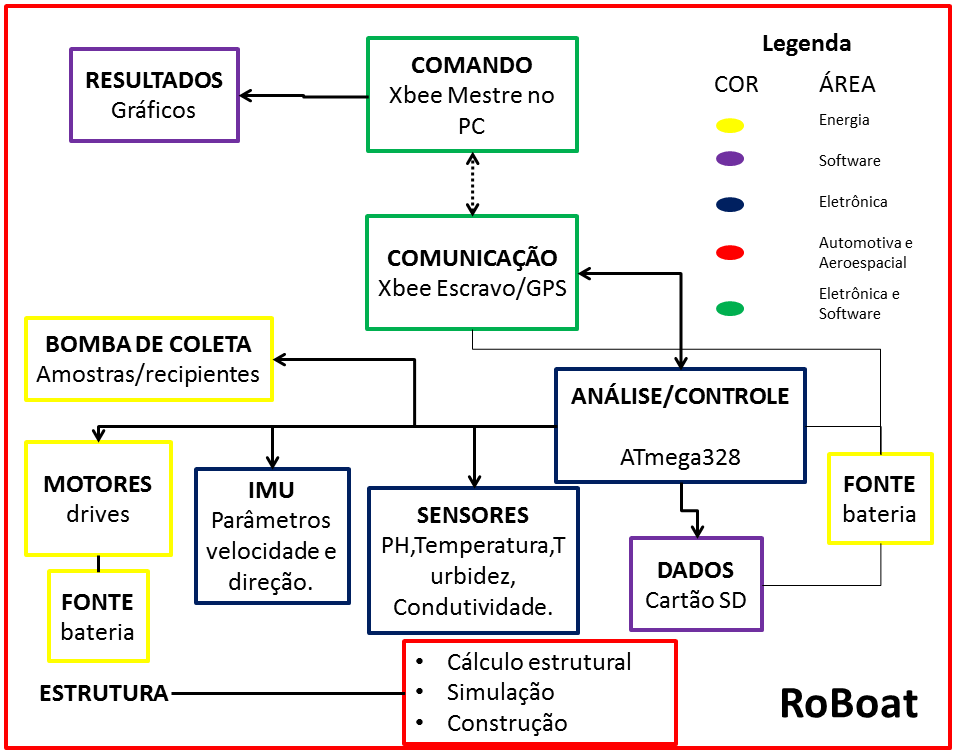 Legenda
COR ÁREA
Energia
Software
Eletrônica
Automotiva e
Aeroespacial
Eletrônica e
Software
RESULTADOS
Gráficos
COMANDO
Xbee Mestre no
PC
COMUNICAÇÃO
Xbee Escravo/GPS
BOMBA DE COLETA
Amostras/recipientes
ANÁLISE/CONTROLE
ATmega328
MOTORES
drives
IMU
Parâmetros
velocidade e
direção.
SENSORES
PH,Temperatura,T
urbidez,
Condutividade.
FONTE
bateria
DADOS
Cartão SD
FONTE
bateria
ESTRUTURA
• Cálculo estrutural
• Simulação
• Construção
RoBoat